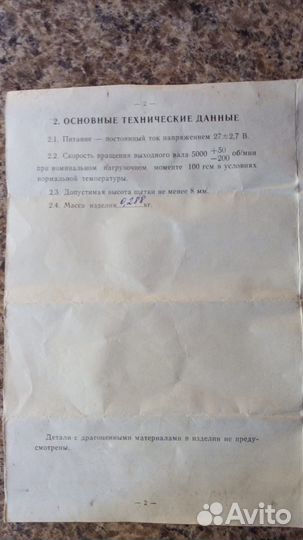 — 2 —
2. ОСНОВНЫЕ ТЕХНИЧЕСКИЕ ДАННЫЕ
2.1. Питание — постоянный ток напряжением 27±2,7 В.
2.2. Скорость вращения выходного вала 5000 +50 −200 об/мин
при номинальном нагрузочном моменте 100 гсм в условиях
нормальной температуры.
2.3. Допустимая высота щетки не менее 8 мм.
2.4. Масса изделия 0,288 кг.
Детали с драгоценными материалами в изделии не преду-
смотрены.
— 2 —
Avito